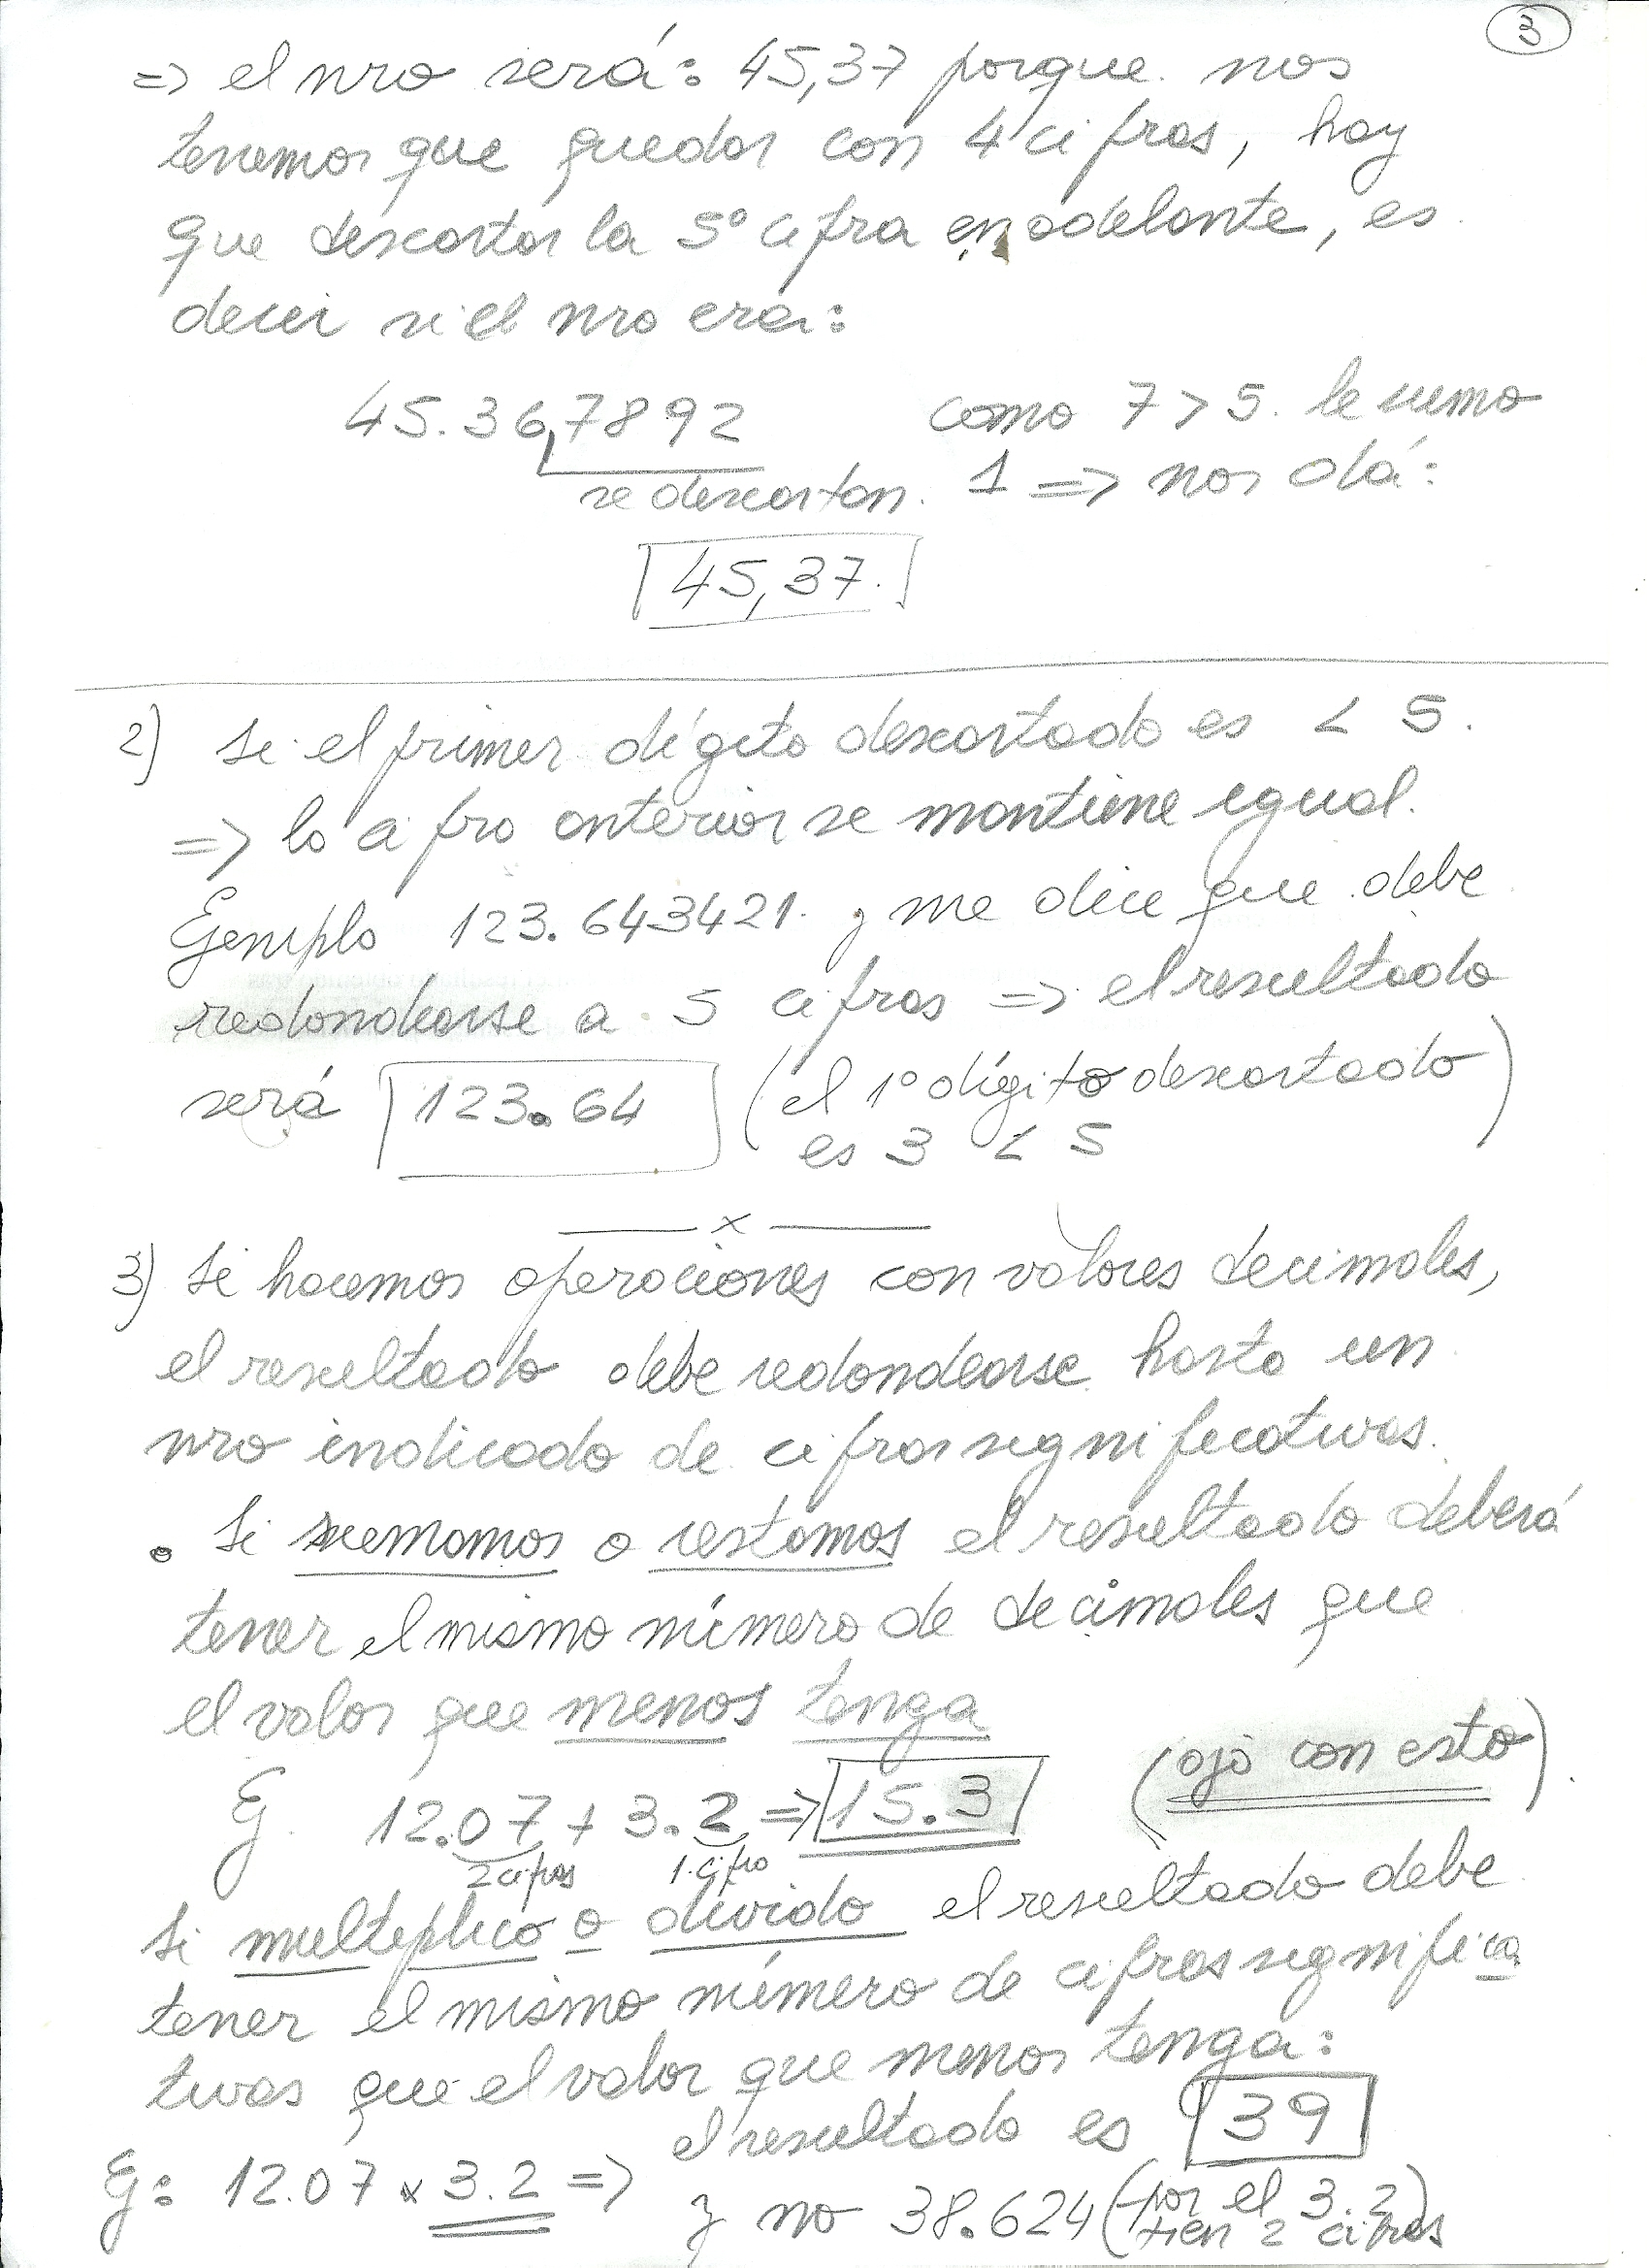 3
=> el nro será: 45,37 porque nos
tenemos que quedar con 4 cifras, hay
que descartar la 5º cifra en adelante, es
decir si el nro era:
45.36,7892 como 7 > 5. le sumo
se descartan. 1 => nos dá:
45,37.
2) Si el primer dígito descartado es < 5.
=> la cifra anterior se mantiene igual.
Ejemplo 123.643421. y me dice que debe
redondearse a 5 cifras => el resultado
será 123.64 (el 1º dígito descartado
es 3 < 5)
x
3) Si hacemos operaciones con valores decimales,
el resultado debe redondearse hasta un
nro indicado de cifras significativas.
• Si sumamos o restamos el resultado deberá
tener el mismo número de decimales que
el valor que menos tenga
Ej. 12.07 + 3.2 => 15.3 (ojo con esto).
2 cifras 1 cifra
Si multiplico o divido el resultado debe
tener el mismo número de cifras significa
tivas que el valor que menos tenga:
el resultado es 39
Ej: 12.07 x 3.2 =>
y no 38.624 (por el 3.2
tien 2 cifras)